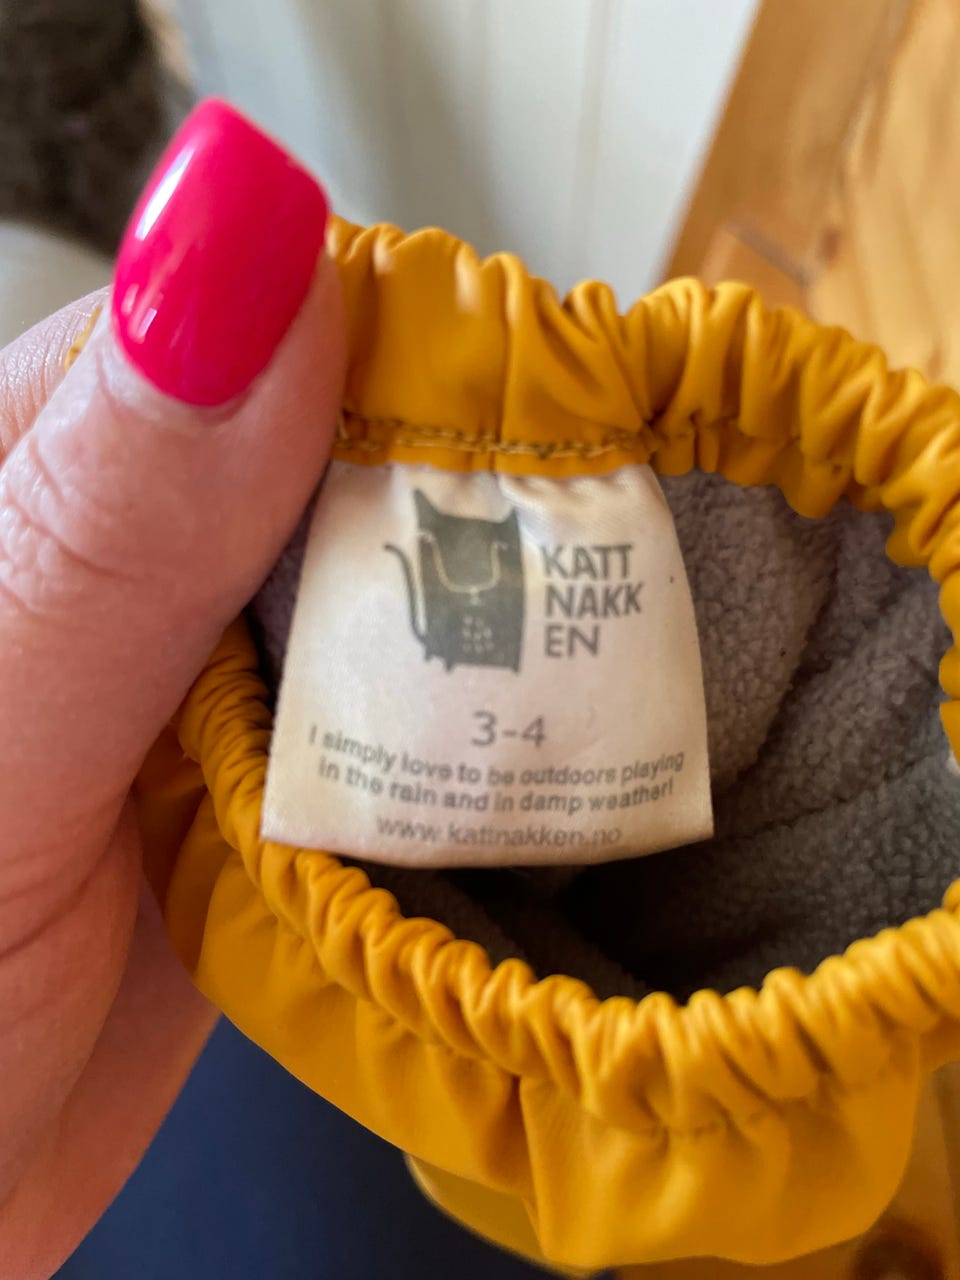 KATT
NAKK
EN
3-4
I simply love to be outdoors playing
in the rain and in damp weather!
www.kattnakken.no